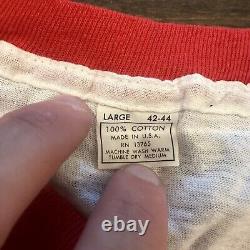 LARGE 42-44
100% COTTON
MADE IN U.S.A.
RN 13765
MACHINE WASH WARM
TUMBLE DRY MEDIUM